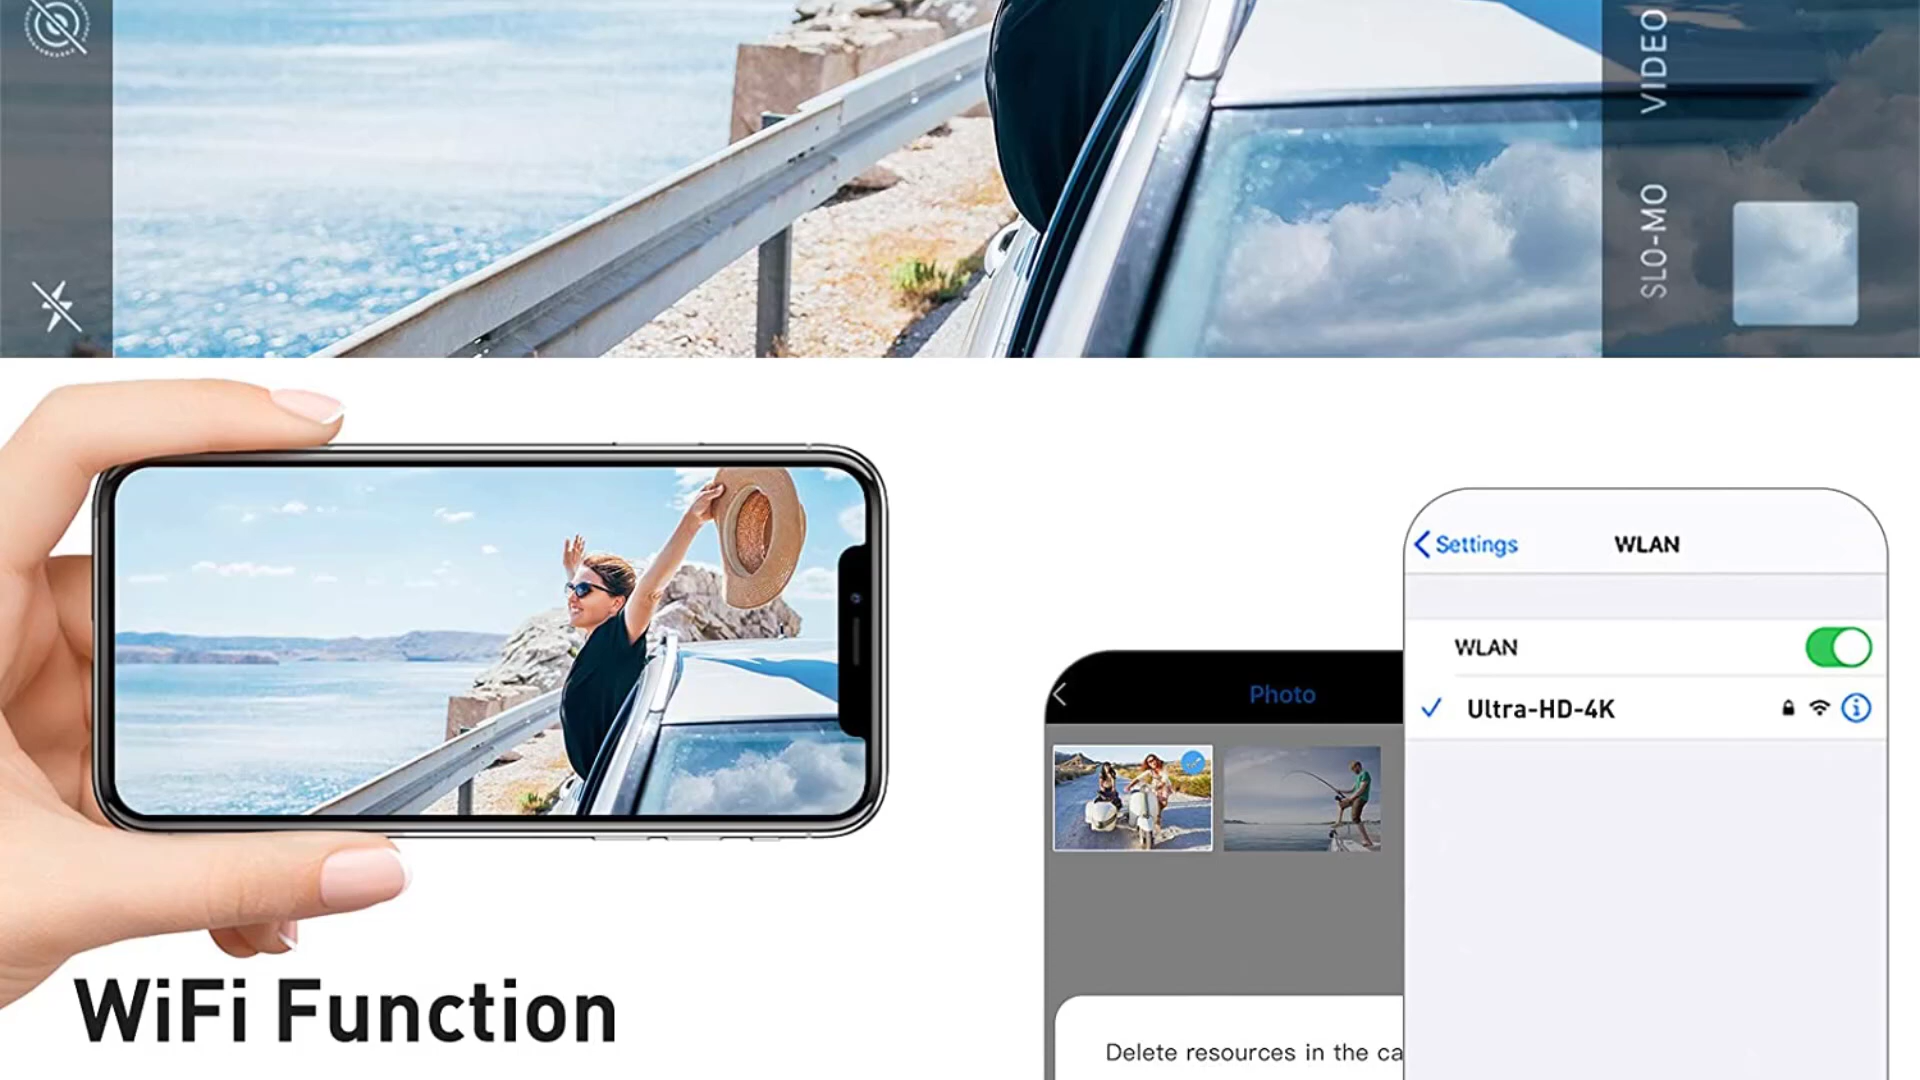 VIDEO
SLO-MO
Settings
WLAN
WLAN
Ultra-HD-4K
Photo
Delete resources in the ca
WiFi Function